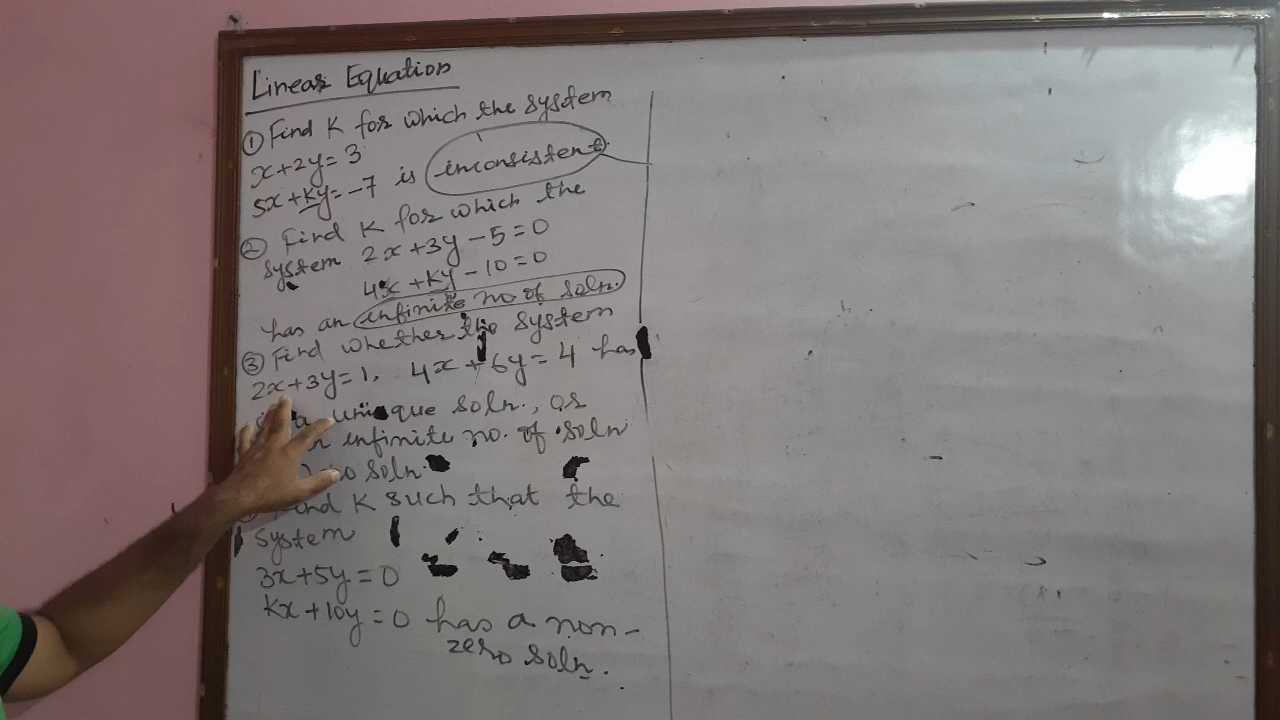 Linear Equation
① Find K for which the system
x+2y=3
5x+ky=-7 is inconsistent.
② Find K for which the
system 2x+3y-5=0
4x+ky-10=0
has an infinite no. of soln.
③ Find whether the system
2x+3y=1, 4x+6y=4 has
a unique soln., or
infinite no. of soln
no soln.
Find K such that the
system
3x+5y=0
kx+10y=0 has a non-
zero soln.